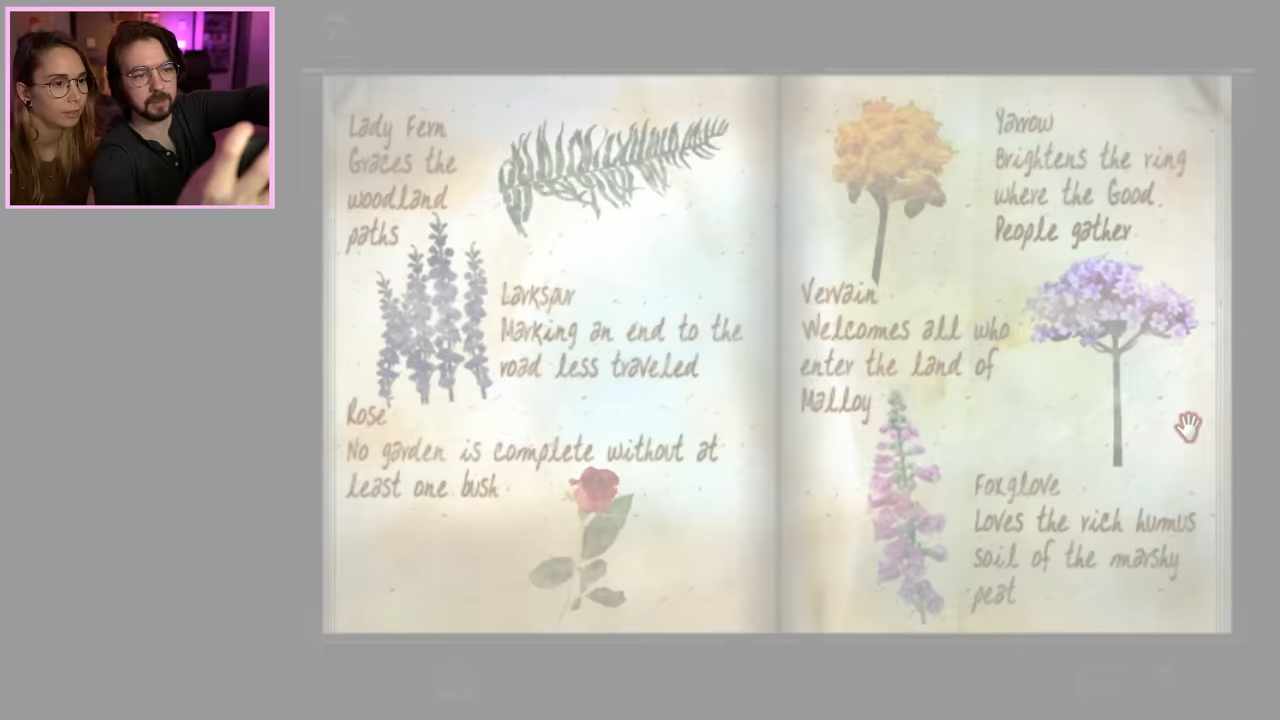 Lady Fern
Graces the
woodland
paths
Larkspur
Marking an end to the
road less traveled
Rose
No garden is complete without at
least one bush
Yarrow
Brightens the ring
where the Good
People gather
Vervain
Welcomes all who
enter the land of
Malloy
Foxglove
Loves the rich humus
soil of the marshy
peat